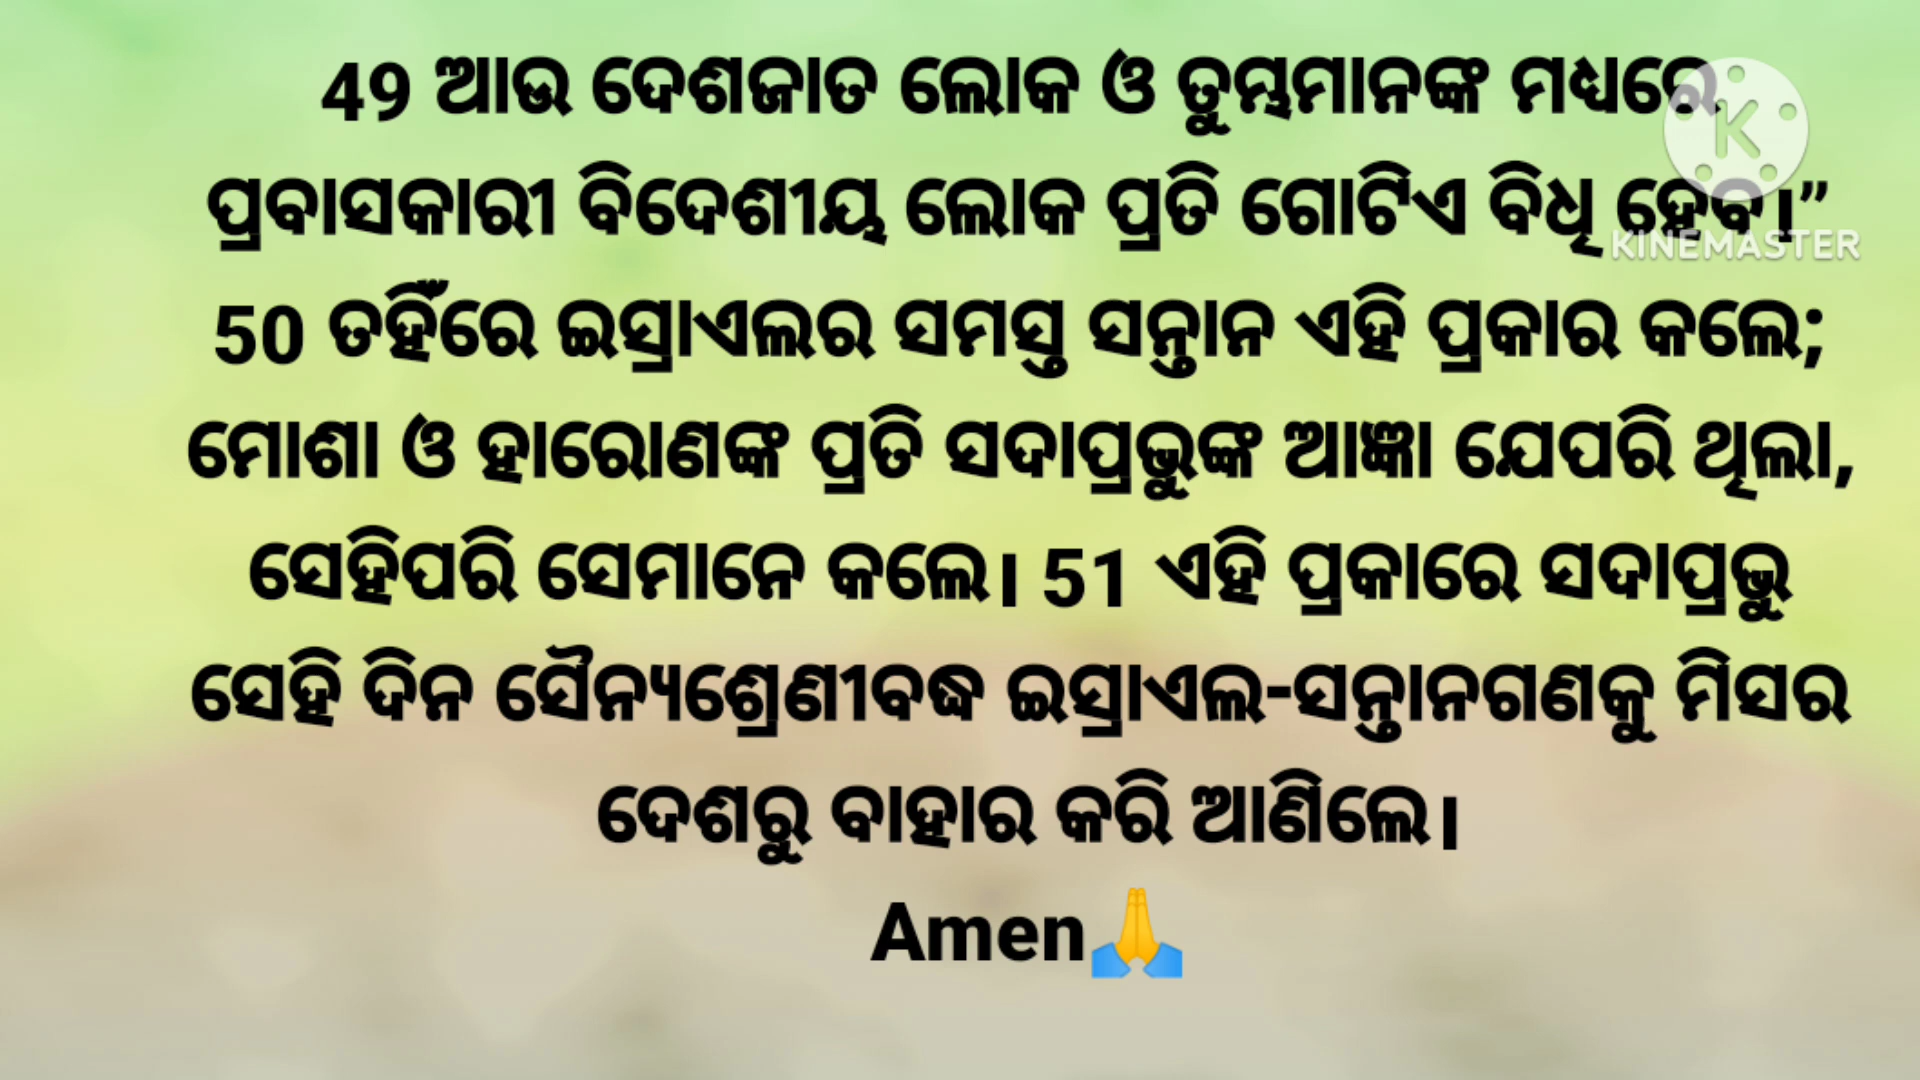 49 ଆଉ ଦେଶଜାତ ଲୋକ ଓ ତୁମ୍ଭମାନଙ୍କ ମଧ୍ୟରେ
ପ୍ରବାସକାରୀ ବିଦେଶୀୟ ଲୋକ ପ୍ରତି ଗୋଟିଏ ବିଧି ହେବ।”
KINEMASTER
50 ତହିଁରେ ଇସ୍ରାଏଲର ସମସ୍ତ ସନ୍ତାନ ଏହି ପ୍ରକାର କଲେ;
ମୋଶା ଓ ହାରୋଣଙ୍କ ପ୍ରତି ସଦାପ୍ରଭୁଙ୍କ ଆଜ୍ଞା ଯେପରି ଥିଲା,
ସେହିପରି ସେମାନେ କଲେ। 51 ଏହି ପ୍ରକାରେ ସଦାପ୍ରଭୁ
ସେହି ଦିନ ସୈନ୍ୟଶ୍ରେଣୀବଦ୍ଧ ଇସ୍ରାଏଲ-ସନ୍ତାନଗଣକୁ ମିସର
ଦେଶରୁ ବାହାର କରି ଆଣିଲେ।
Amen🙏